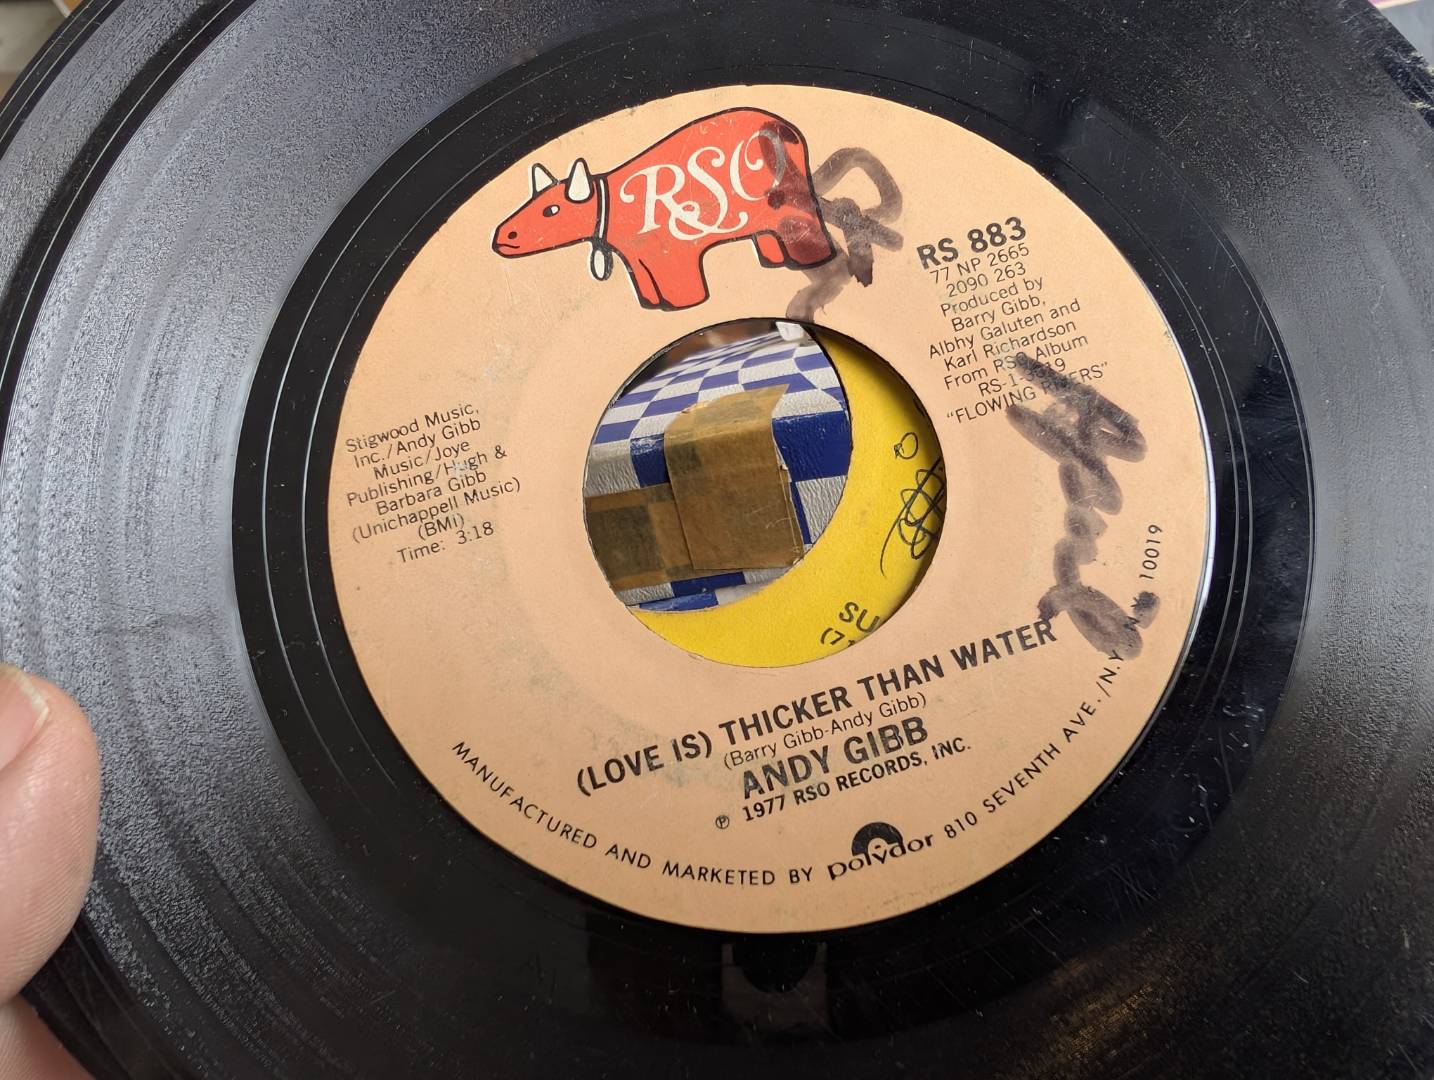 RSO
RS 883
77 NP 2665
2090 263
Produced by
Barry Gibb,
Albhy Galuten and
Karl Richardson
From RSO Album
"FLOWING RIVERS"
Stigwood Music,
Inc./Andy Gibb
Music/Joye
Publishing/Hugh &
Barbara Gibb
(Unichappell Music)
(BMI)
Time: 3:18
SU
(LOVE IS) THICKER THAN WATER
(Barry Gibb-Andy Gibb)
ANDY GIBB
℗ 1977 RSO RECORDS, INC.
MANUFACTURED AND MARKETED BY polydor 810 SEVENTH AVE./N.Y. N.Y. 10019